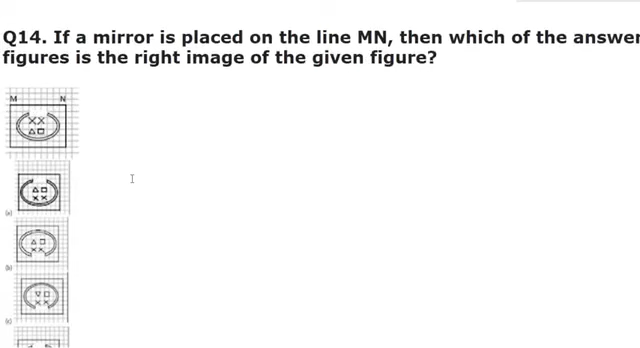 Q14. If a mirror is placed on the line MN, then which of the answer
figures is the right image of the given figure?
M N
(a)
(b)
(c)